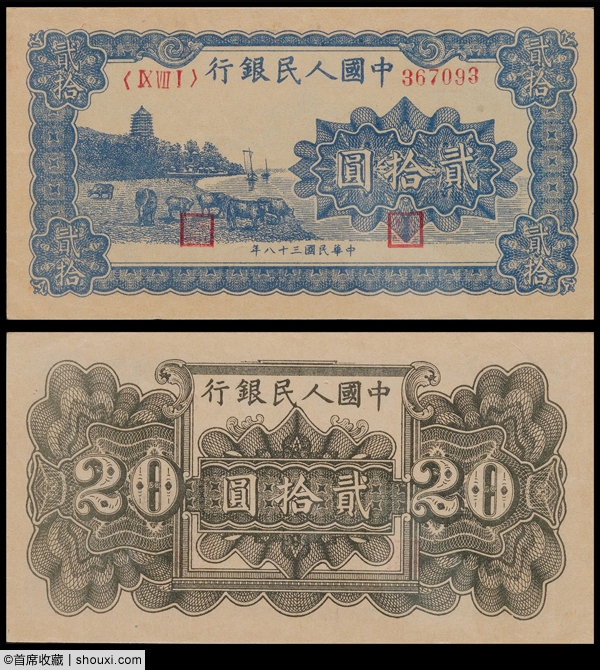 貳拾 貳拾
〈IX VIII I〉 行銀民人國中 367093
圓拾貳
年八十三國民華中
貳拾 貳拾
行銀民人國中
20 圓拾貳 20
©首席收藏 | shouxi.com